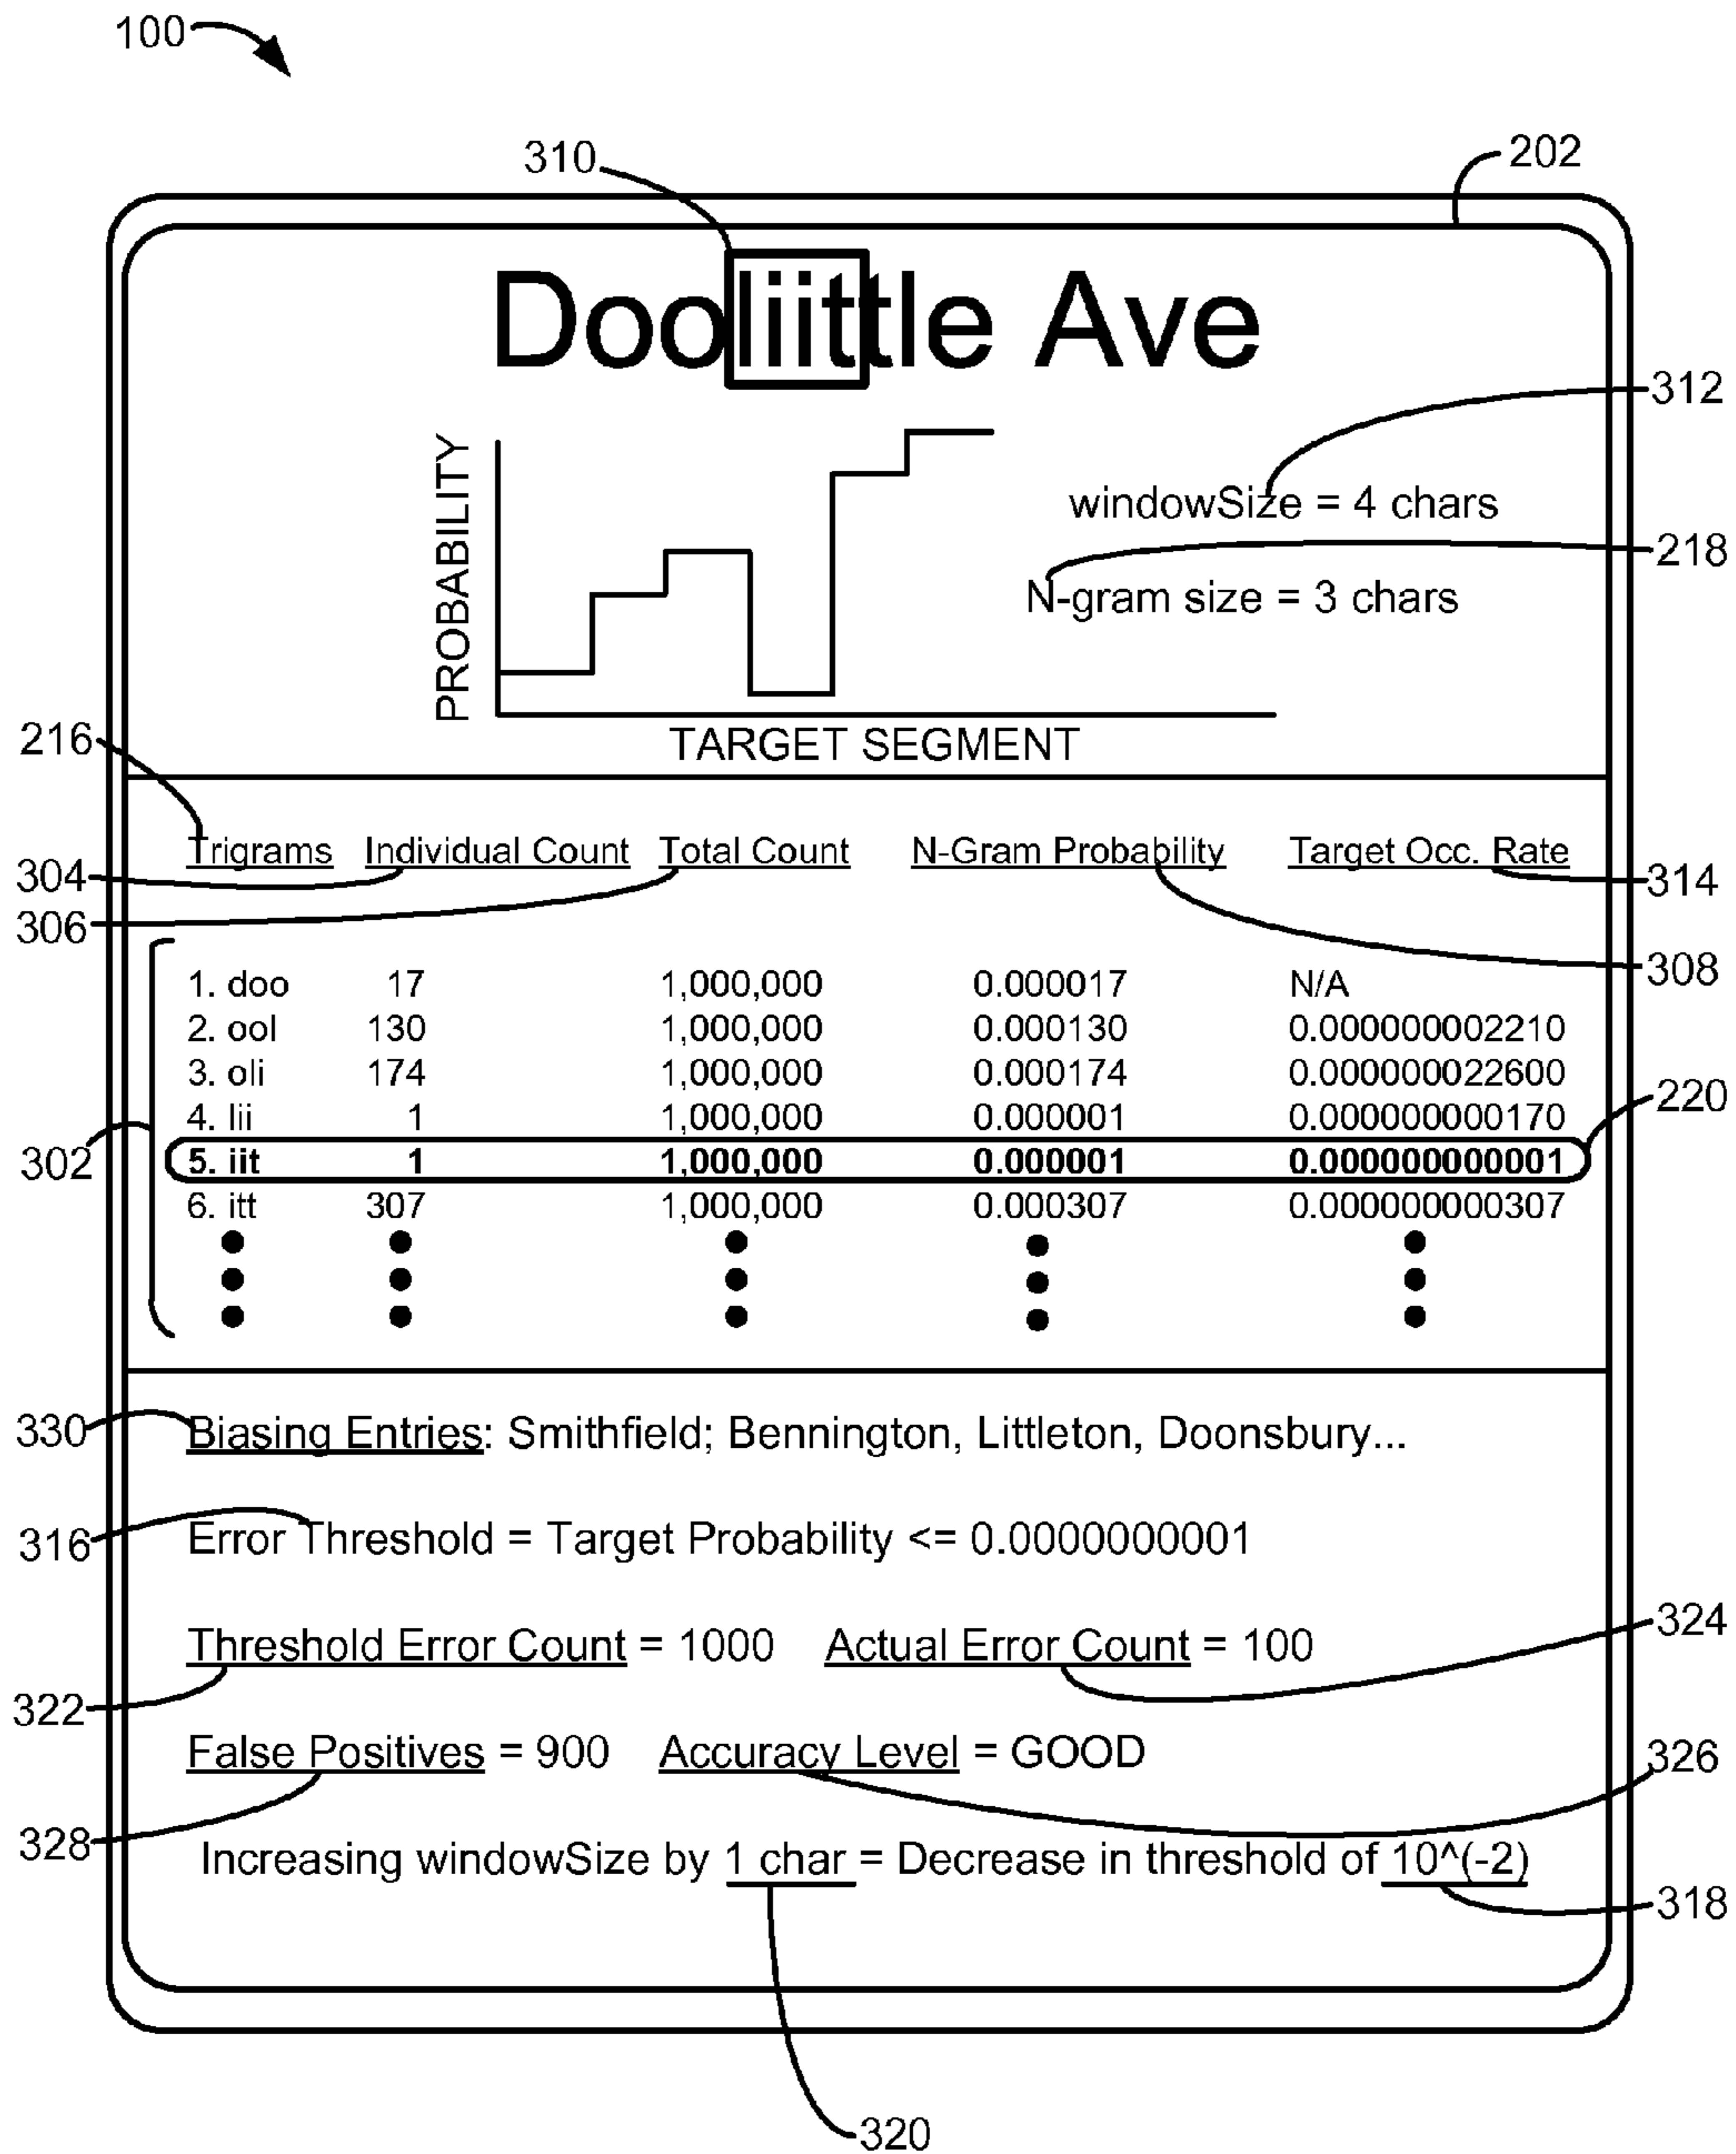 100
310
202
Dooliittle Ave
312
windowSize = 4 chars
218
N-gram size = 3 chars
PROBABILITY
TARGET SEGMENT
216
Trigrams Individual Count Total Count N-Gram Probability Target Occ. Rate
304
314
306
308
1. doo 17 1,000,000 0.000017 N/A
2. ool 130 1,000,000 0.000130 0.000000002210
3. oli 174 1,000,000 0.000174 0.000000022600
4. lii 1 1,000,000 0.000001 0.000000000170
220
302
5. iit 1 1,000,000 0.000001 0.000000000001
6. itt 307 1,000,000 0.000307 0.000000000307
330
Biasing Entries: Smithfield; Bennington, Littleton, Doonsbury...
316
Error Threshold = Target Probability <= 0.0000000001
324
Threshold Error Count = 1000 Actual Error Count = 100
322
False Positives = 900 Accuracy Level = GOOD
326
328
Increasing windowSize by 1 char = Decrease in threshold of 10^(-2)
318
320